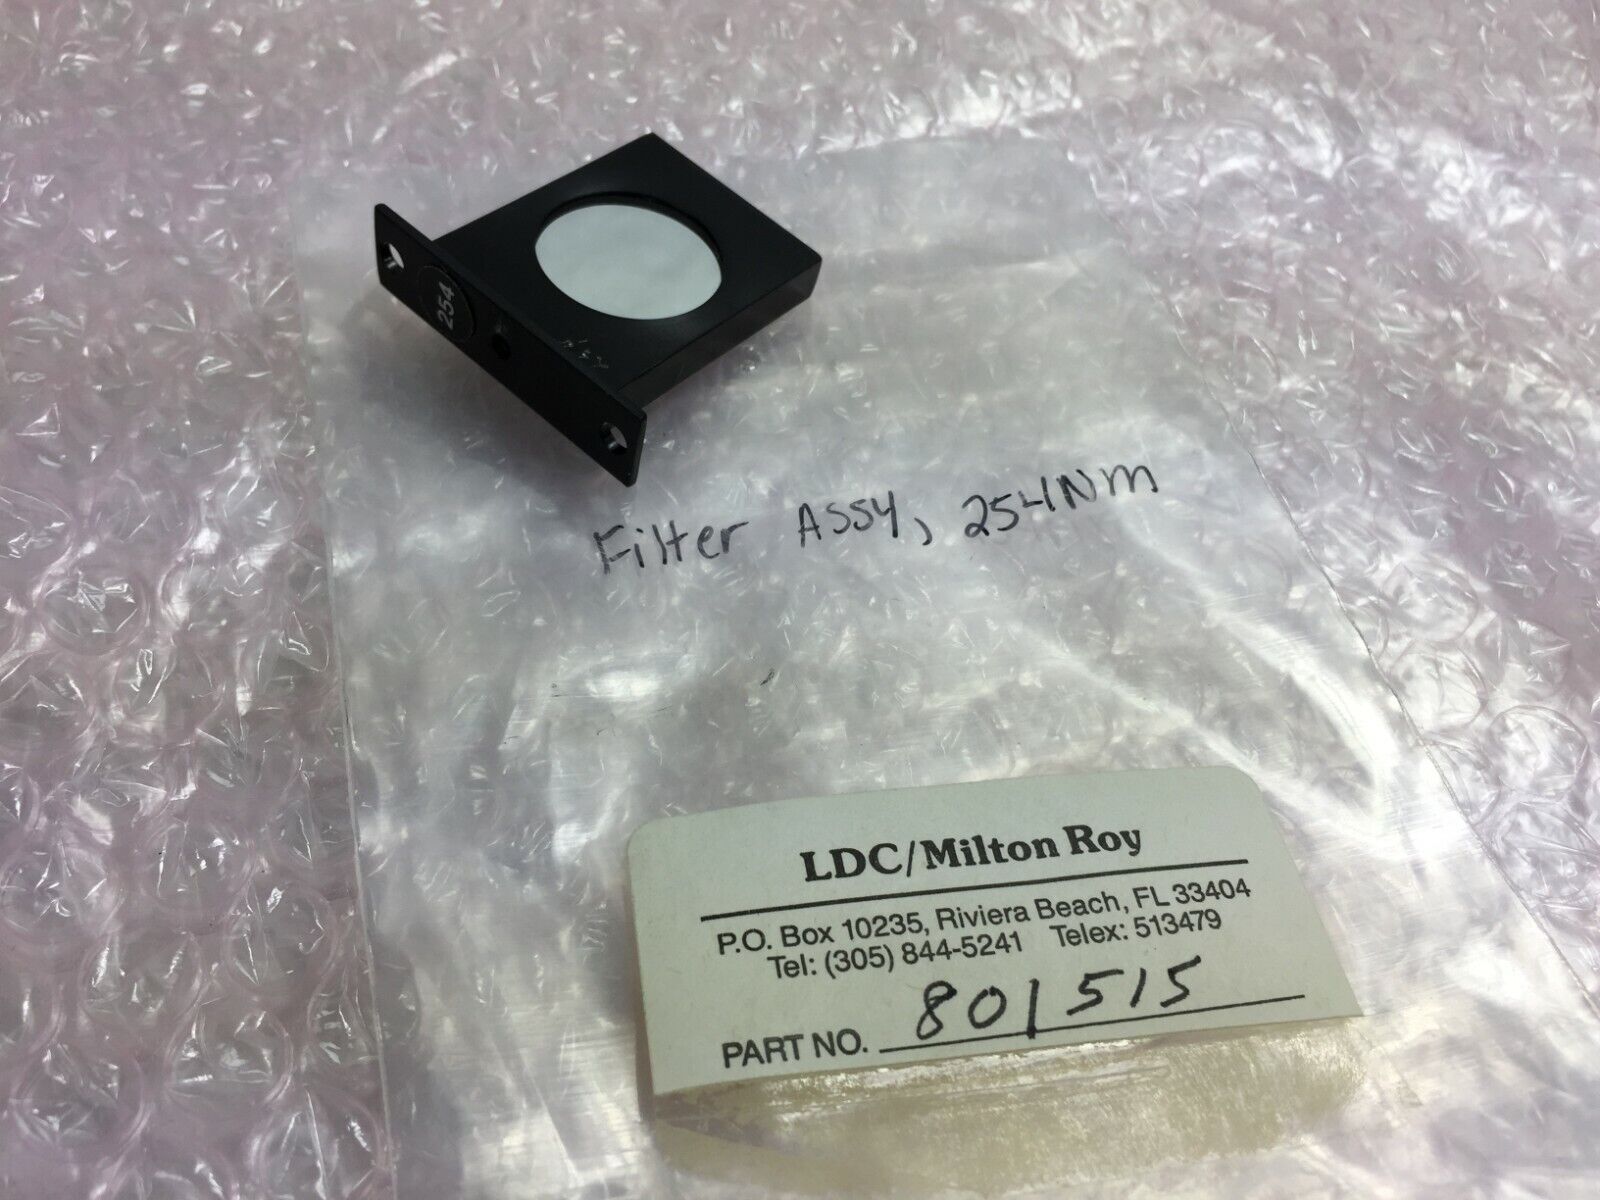 254
Filter Assy, 254Nm
LDC/Milton Roy
P.O. Box 10235, Riviera Beach, FL 33404
Tel: (305) 844-5241 Telex: 513479
PART NO. 801515